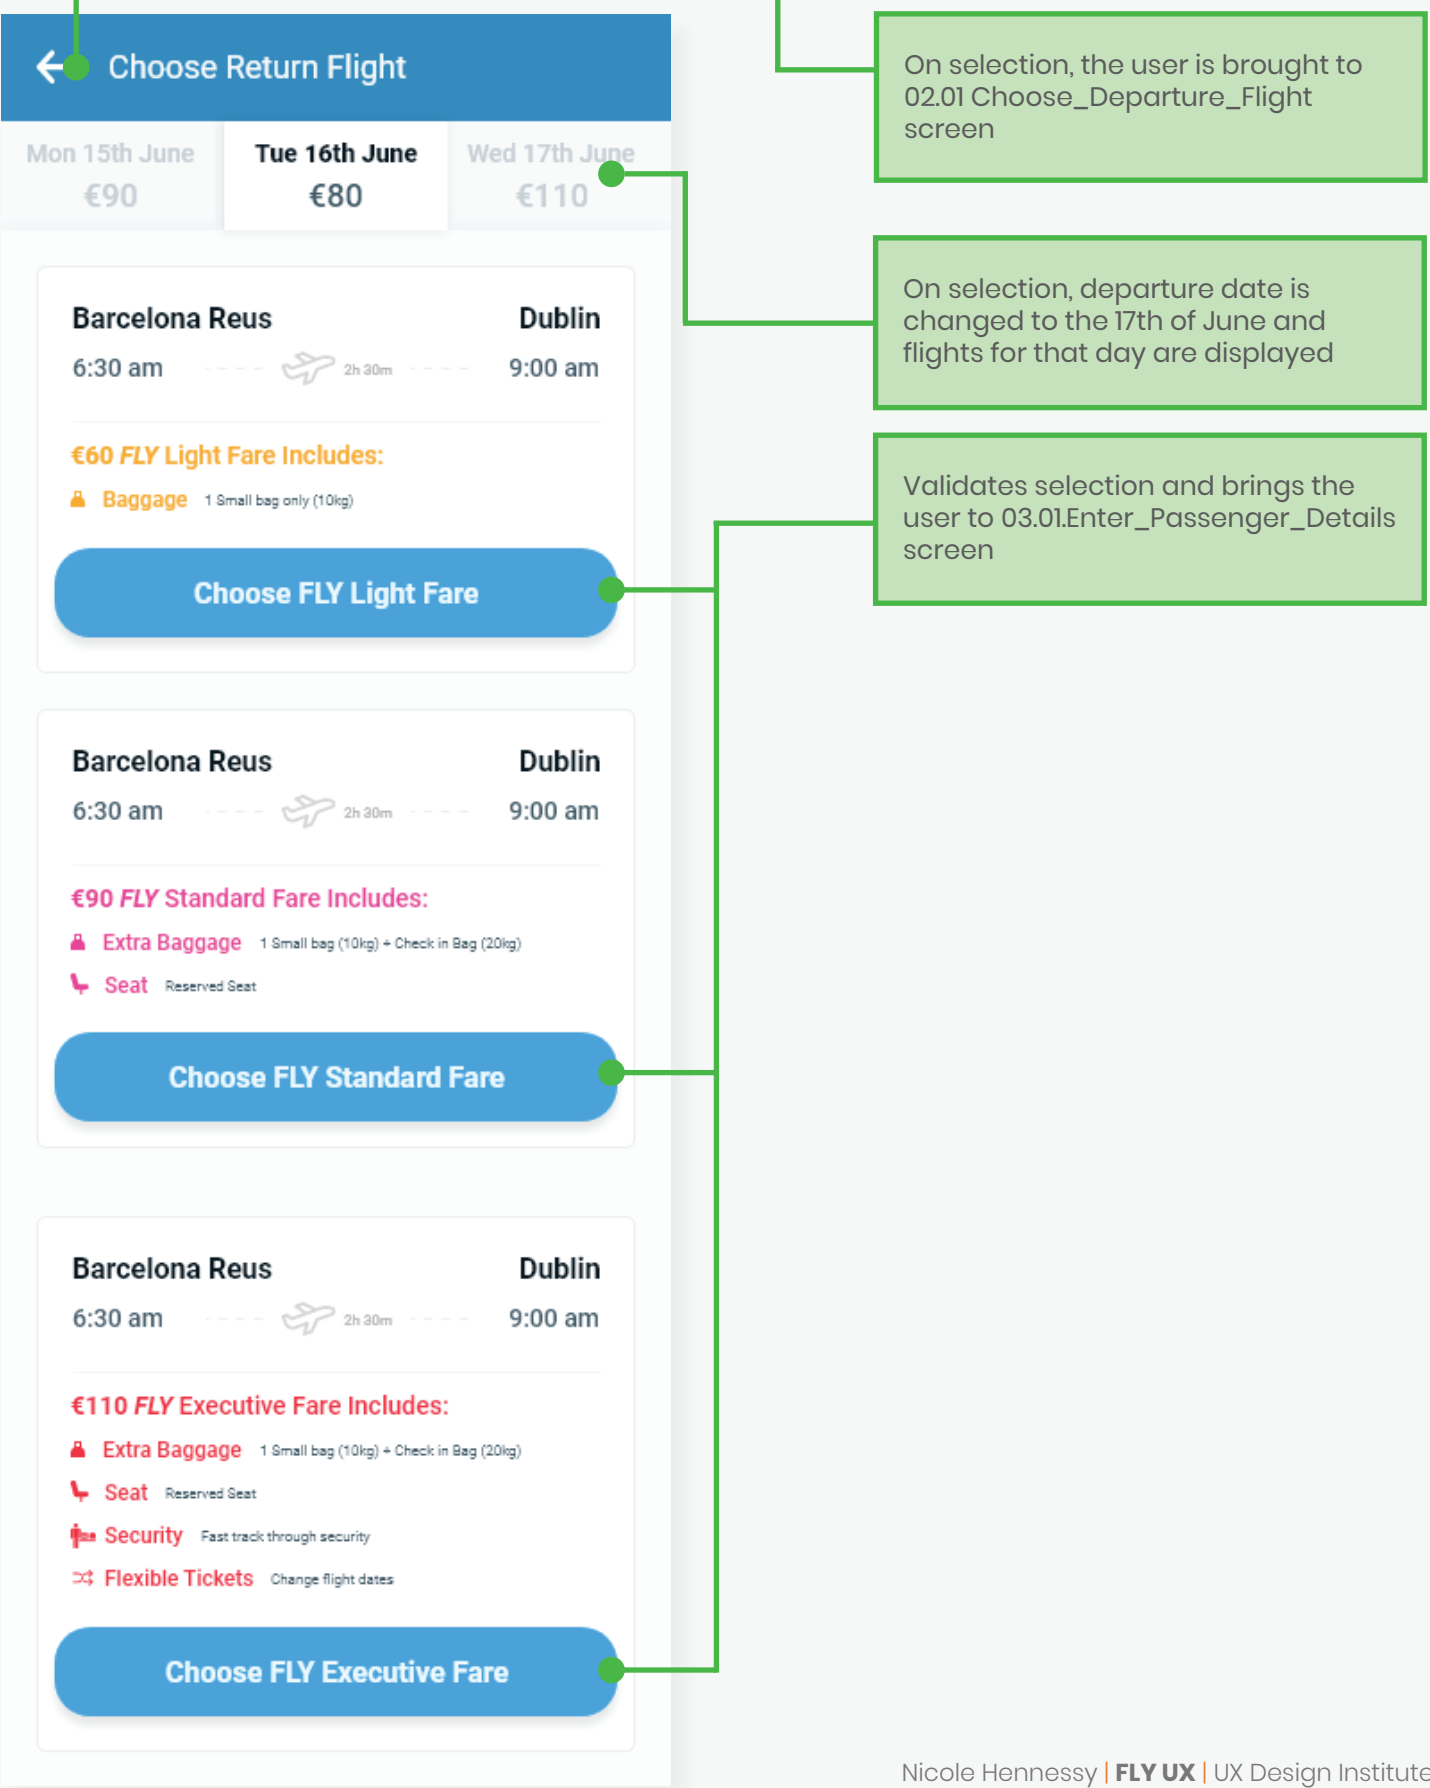 Choose Return Flight
Mon 15th June
€90
Tue 16th June
€80
Wed 17th June
€110
Barcelona Reus Dublin
6:30 am 2h 30m 9:00 am
€60 FLY Light Fare Includes:
Baggage 1 Small bag only (10kg)
Choose FLY Light Fare
Barcelona Reus Dublin
6:30 am 2h 30m 9:00 am
€90 FLY Standard Fare Includes:
Extra Baggage 1 Small bag (10kg) + Check in Bag (20kg)
Seat Reserved Seat
Choose FLY Standard Fare
Barcelona Reus Dublin
6:30 am 2h 30m 9:00 am
€110 FLY Executive Fare Includes:
Extra Baggage 1 Small bag (10kg) + Check in Bag (20kg)
Seat Reserved Seat
Security Fast track through security
Flexible Tickets Change flight dates
Choose FLY Executive Fare
On selection, the user is brought to
02.01 Choose_Departure_Flight
screen
On selection, departure date is
changed to the 17th of June and
flights for that day are displayed
Validates selection and brings the
user to 03.01.Enter_Passenger_Details
screen
Nicole Hennessy | FLY UX | UX Design Institute